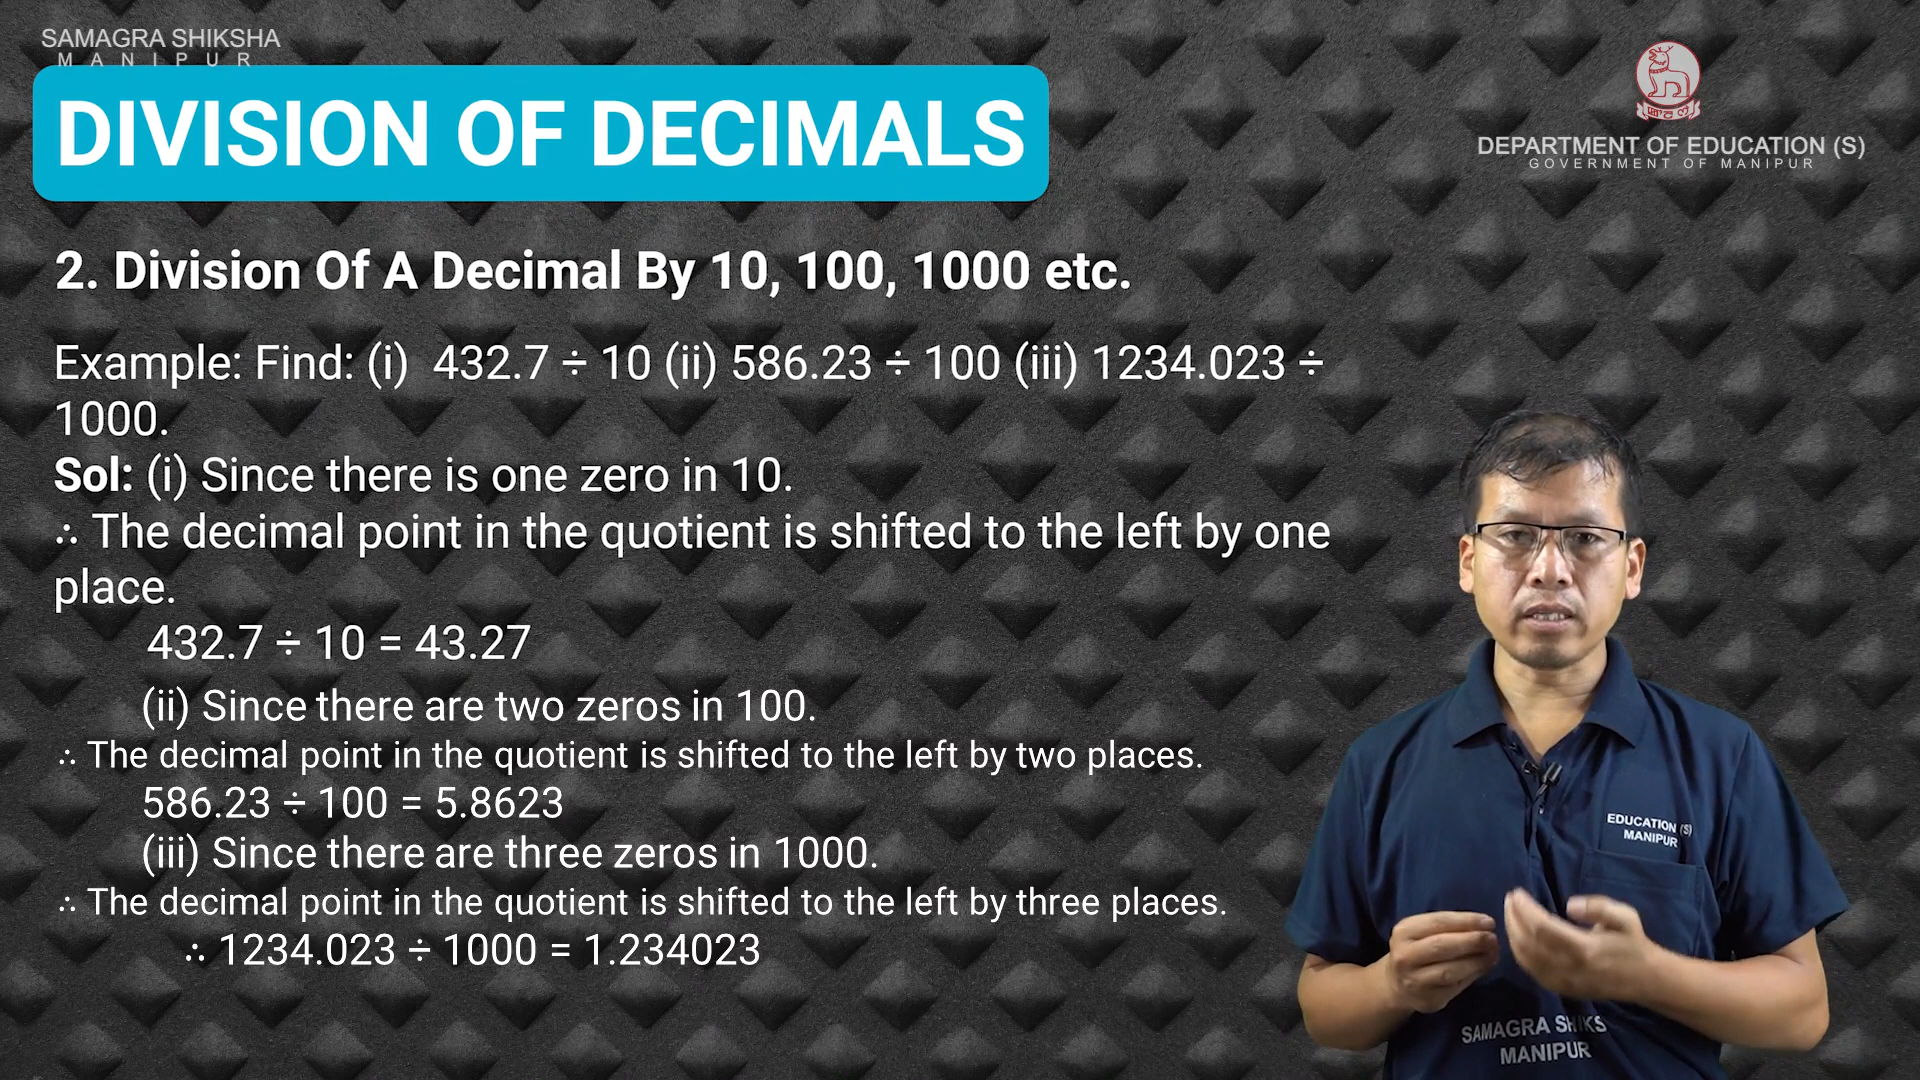 SAMAGRA SHIKSHA
MANIPUR
DIVISION OF DECIMALS
DEPARTMENT OF EDUCATION (S)
GOVERNMENT OF MANIPUR
2. Division Of A Decimal By 10, 100, 1000 etc.
Example: Find: (i) 432.7 ÷ 10 (ii) 586.23 ÷ 100 (iii) 1234.023 ÷
1000.
Sol: (i) Since there is one zero in 10.
∴ The decimal point in the quotient is shifted to the left by one
place.
432.7 ÷ 10 = 43.27
(ii) Since there are two zeros in 100.
∴ The decimal point in the quotient is shifted to the left by two places.
586.23 ÷ 100 = 5.8623
(iii) Since there are three zeros in 1000.
∴ The decimal point in the quotient is shifted to the left by three places.
∴ 1234.023 ÷ 1000 = 1.234023
EDUCATION (S)
MANIPUR
SAMAGRA SHIKS
MANIPUR